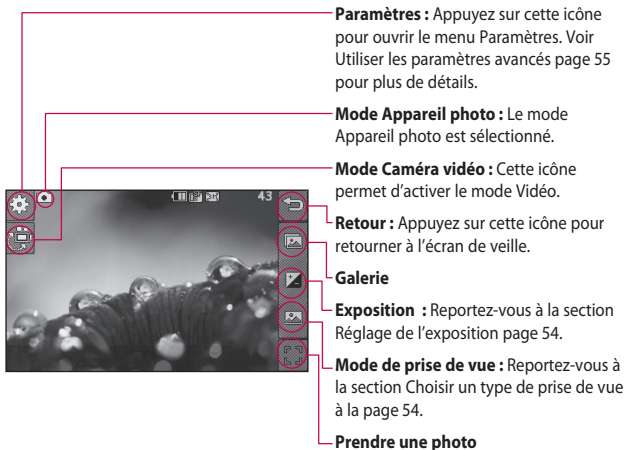 Paramètres : Appuyez sur cette icône
pour ouvrir le menu Paramètres. Voir
Utiliser les paramètres avancés page 55
pour plus de détails.
Mode Appareil photo : Le mode
Appareil photo est sélectionné.
Mode Caméra vidéo : Cette icône
permet d'activer le mode Vidéo.
43
Retour : Appuyez sur cette icône pour
retourner à l'écran de veille.
Galerie
Exposition : Reportez-vous à la section
Réglage de l'exposition page 54.
Mode de prise de vue : Reportez-vous à
la section Choisir un type de prise de vue
à la page 54.
Prendre une photo